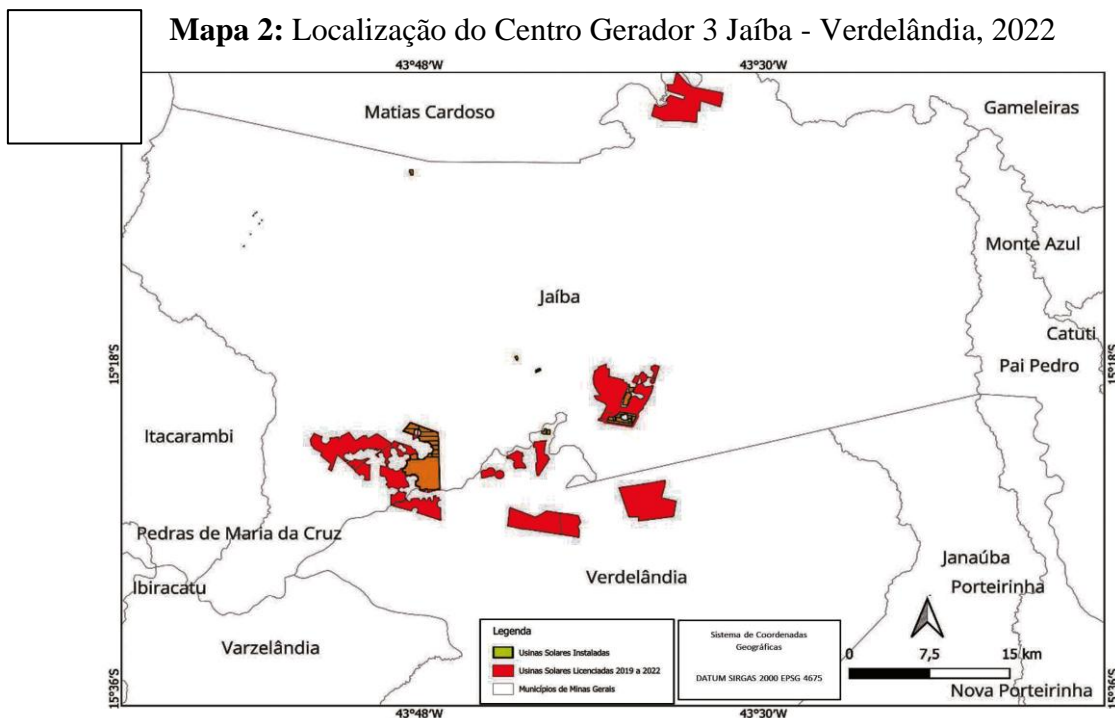 Mapa 2: Localização do Centro Gerador 3 Jaíba - Verdelândia, 2022
43°48'W
43°30'W
Matias Cardoso
Gameleiras
Monte Azul
Jaíba
Catuti
15°18'S
15°18'S
Pai Pedro
Itacarambi
Pedras de Maria da Cruz
Janaúba
Verdelândia
Ibiracatu
Porteirinha
Varzelândia
Legenda
Usinas Solares Instaladas
Usinas Solares Licenciadas 2019 a 2022
Municípios de Minas Gerais
Sistema de Coordenadas
Geográficas
DATUM SIRGAS 2000 EPSG 4675
0 7,5 15 km
Nova Porteirinha
15°36'S
15°36'S
43°48'W
43°30'W